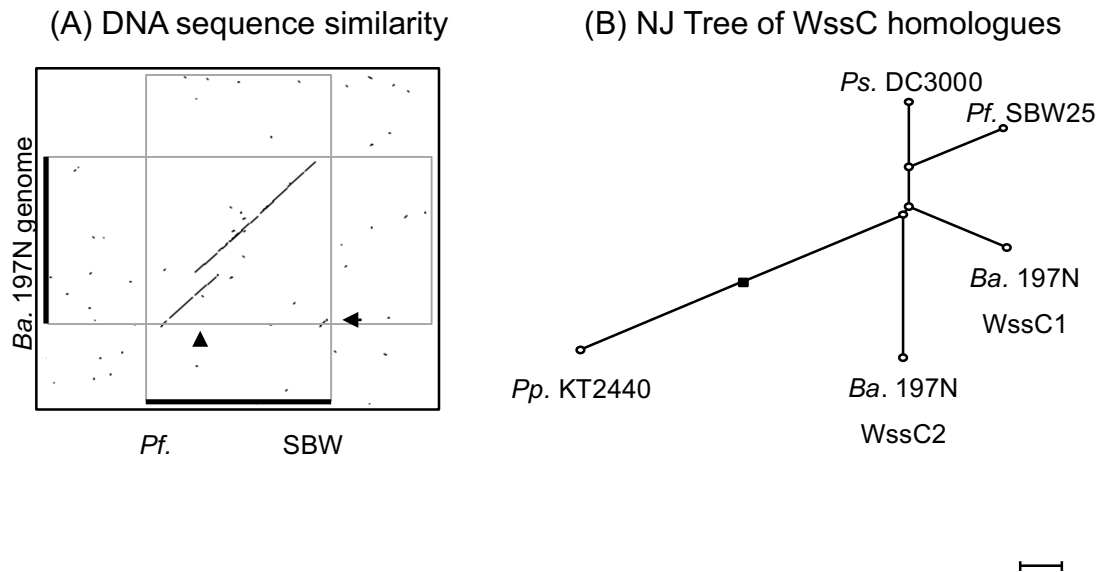 (A) DNA sequence similarity
Ba. 197N genome
Pf. SBW
(B) NJ Tree of WssC homologues
Ps. DC3000
Pf. SBW25
Ba. 197N
WssC1
Pp. KT2440
Ba. 197N
WssC2